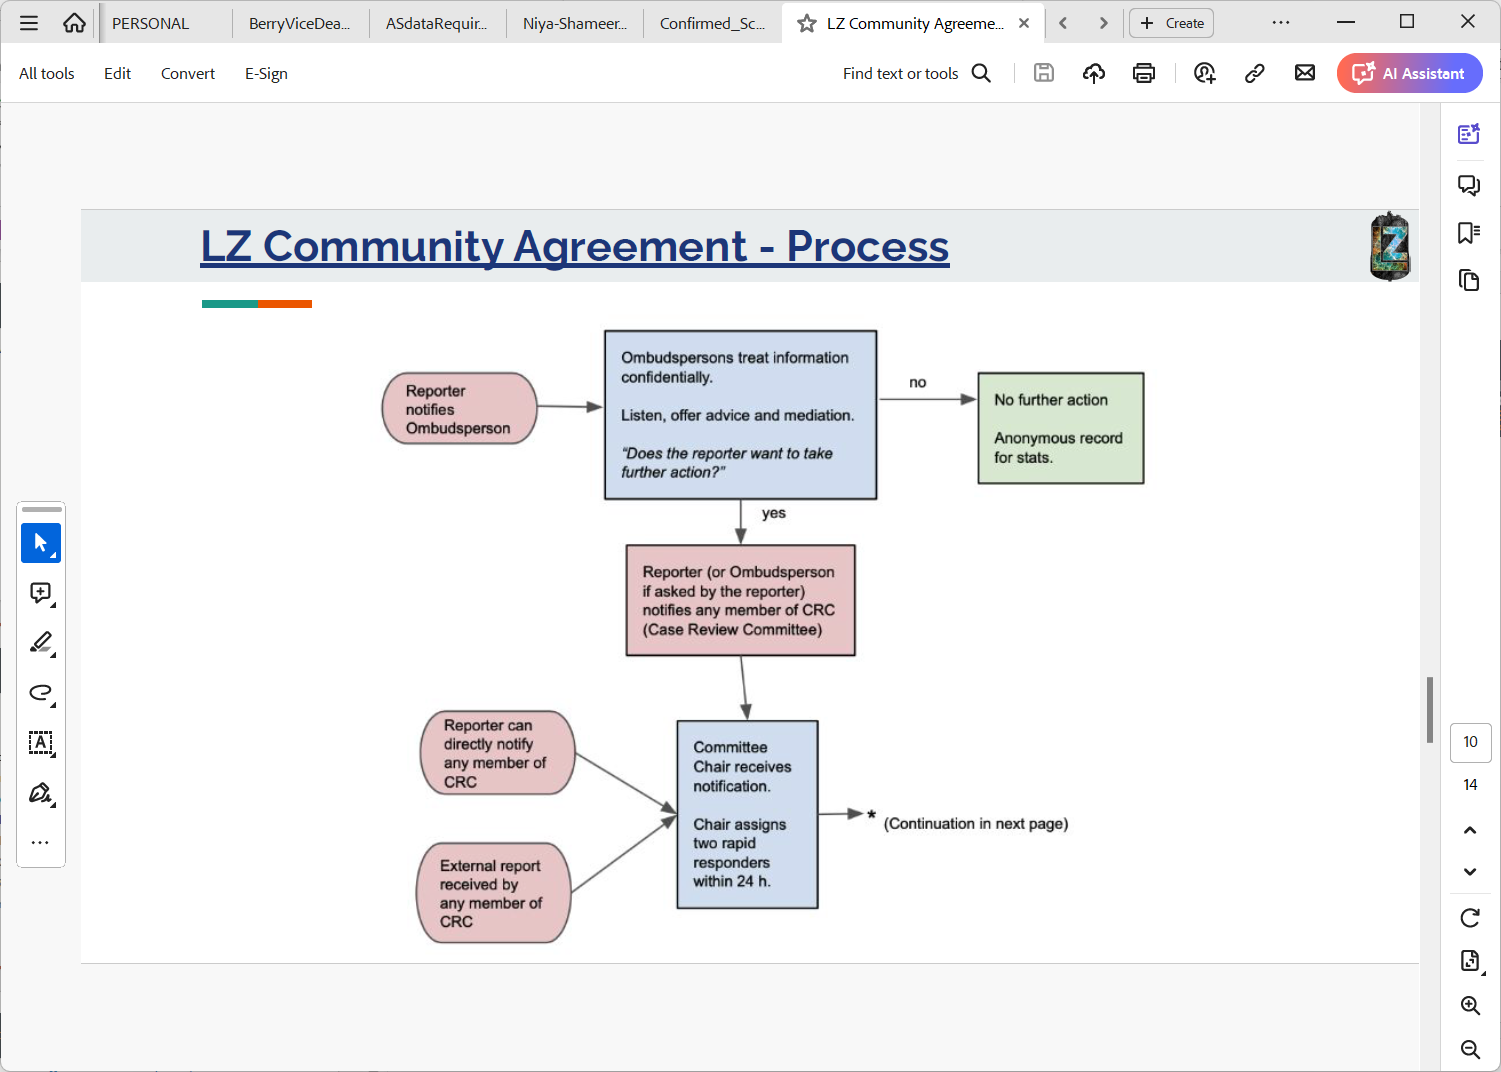 PERSONAL
BerryViceDea...
ASdataRequir...
Niya-Shameer...
Confirmed_Sc...
LZ Community Agreeme...
Create
All tools
Edit
Convert
E-Sign
Find text or tools
AI Assistant
LZ Community Agreement - Process
LZ
Reporter
notifies
Ombudsperson
Ombudspersons treat information
confidentially.
Listen, offer advice and mediation.
“Does the reporter want to take
further action?”
no
No further action
Anonymous record
for stats.
yes
Reporter (or Ombudsperson
if asked by the reporter)
notifies any member of CRC
(Case Review Committee)
Reporter can
directly notify
any member of
CRC
External report
received by
any member of
CRC
Committee
Chair receives
notification.
Chair assigns
two rapid
responders
within 24 h.
* (Continuation in next page)
10
14